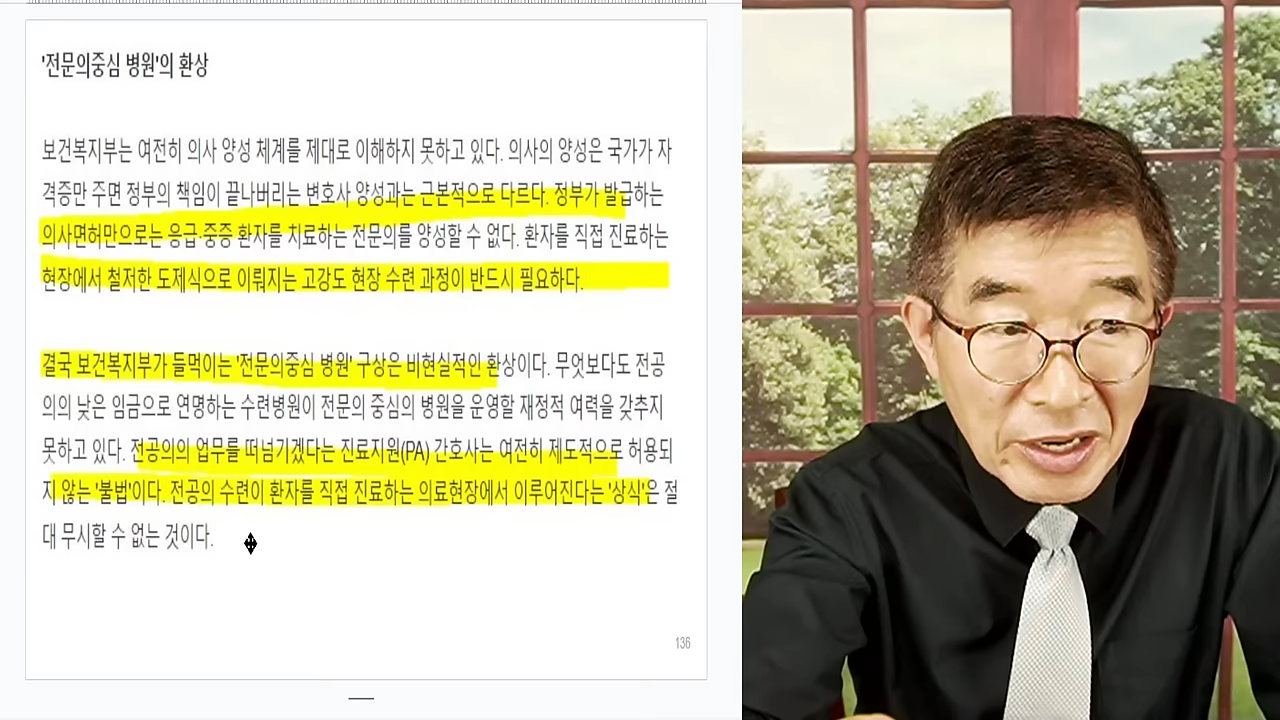 '전문의중심 병원'의 환상
보건복지부는 여전히 의사 양성 체계를 제대로 이해하지 못하고 있다. 의사의 양성은 국가가 자
격증만 주면 정부의 책임이 끝나버리는 변호사 양성과는 근본적으로 다르다. 정부가 발급하는
의사면허만으로는 응급·중증 환자를 치료하는 전문의를 양성할 수 없다. 환자를 직접 진료하는
현장에서 철저한 도제식으로 이뤄지는 고강도 현장 수련 과정이 반드시 필요하다.
결국 보건복지부가 들먹이는 '전문의중심 병원' 구상은 비현실적인 환상이다. 무엇보다도 전공
의의 낮은 임금으로 연명하는 수련병원이 전문의 중심의 병원을 운영할 재정적 여력을 갖추지
못하고 있다. 전공의의 업무를 떠넘기겠다는 진료지원(PA) 간호사는 여전히 제도적으로 허용되
지 않는 '불법'이다. 전공의 수련이 환자를 직접 진료하는 의료현장에서 이루어진다는 '상식'은 절
대 무시할 수 없는 것이다.
136